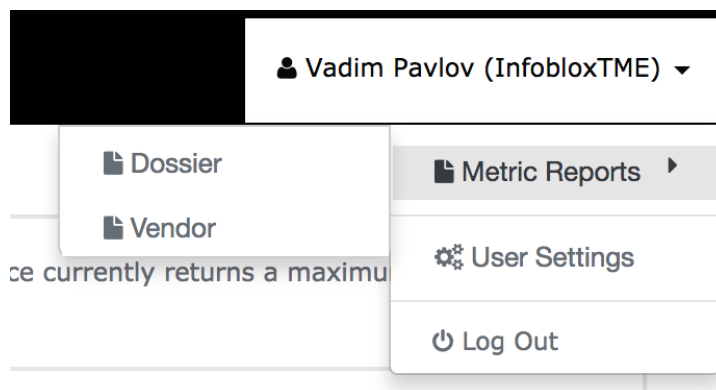 Vadim Pavlov (InfobloxTME)
Dossier
Metric Reports
Vendor
User Settings
ce currently returns a maximu
Log Out